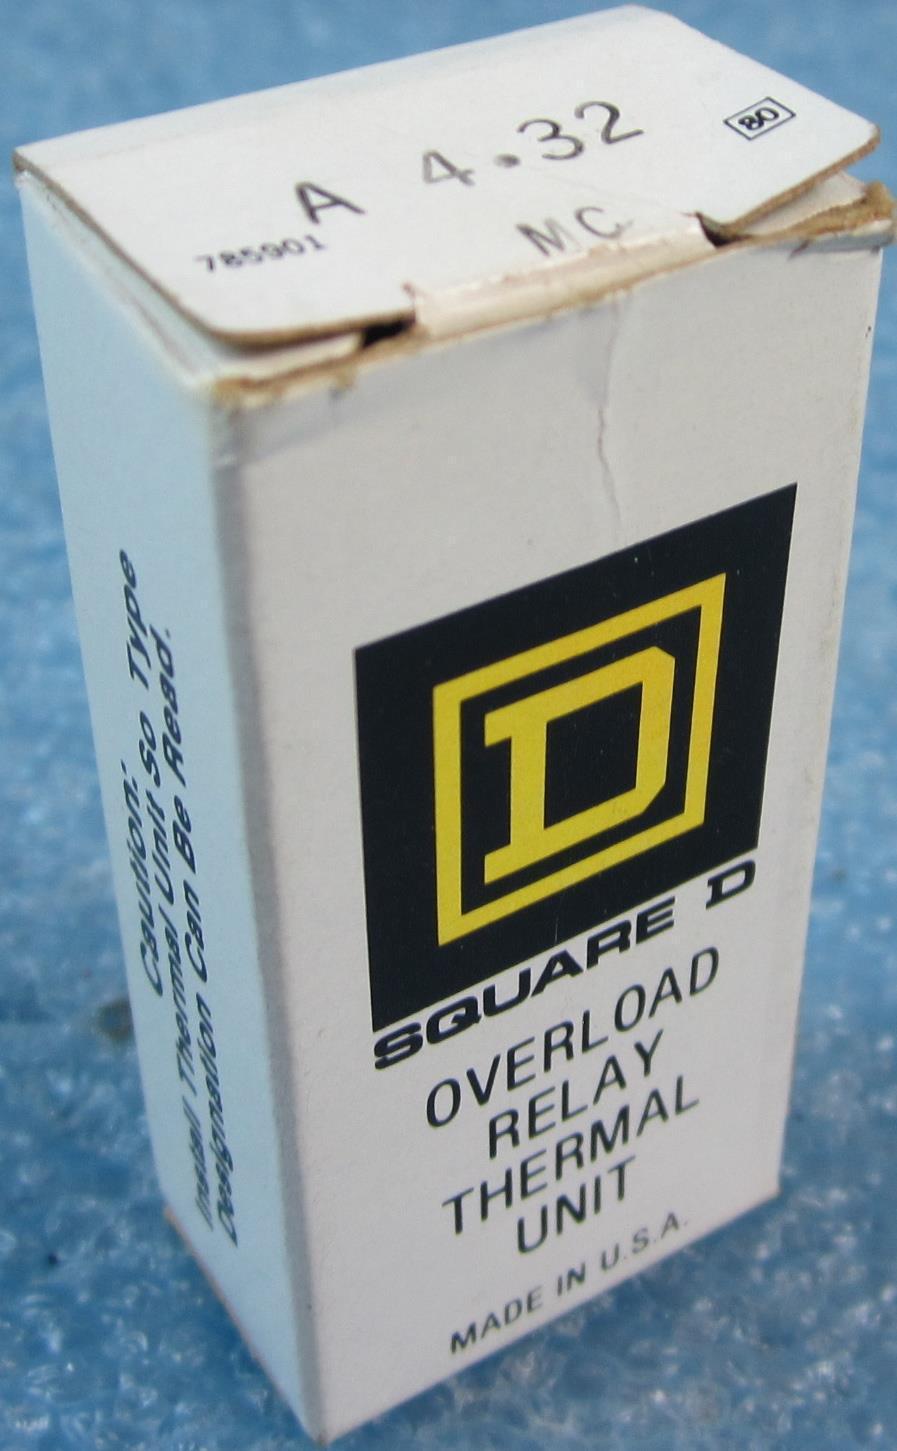 A 4.32
80
785901
MC
D
SQUARE D
OVERLOAD
RELAY
THERMAL
UNIT
MADE IN U.S.A.
Caution:
Install Thermal Unit So Type
Designation Can Be Read.